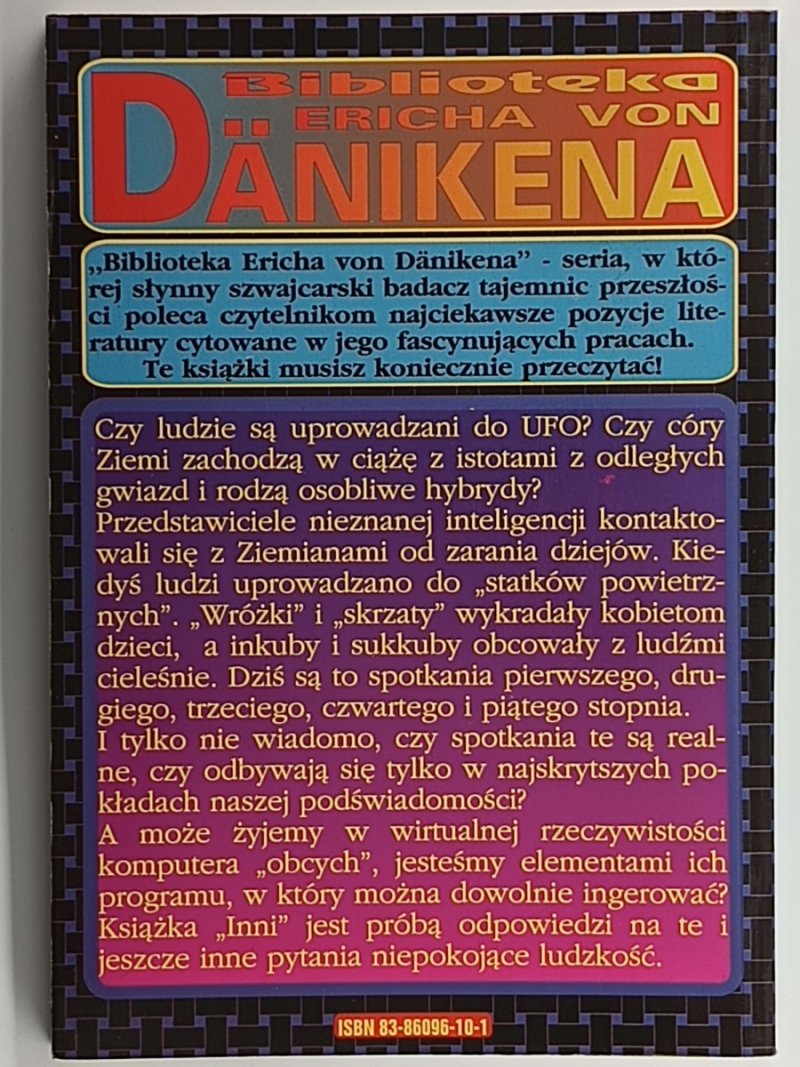 Biblioteka
ERICHA VON
DÄNIKENA
„Biblioteka Ericha von Dänikena” - seria, w któ-
rej słynny szwajcarski badacz tajemnic przeszłoś-
ci poleca czytelnikom najciekawsze pozycje lite-
ratury cytowane w jego fascynujących pracach.
Te książki musisz koniecznie przeczytać!
Czy ludzie są uprowadzani do UFO? Czy córy
Ziemi zachodzą w ciążę z istotami z odległych
gwiazd i rodzą osobliwe hybrydy?
Przedstawiciele nieznanej inteligencji kontakto-
wali się z Ziemianami od zarania dziejów. Kie-
dyś ludzi uprowadzano do „statków powietrz-
nych”. „Wróżki” i „skrzaty” wykradały kobietom
dzieci, a inkuby i sukkuby obcowały z ludźmi
cieleśnie. Dziś są to spotkania pierwszego, dru-
giego, trzeciego, czwartego i piątego stopnia.
I tylko nie wiadomo, czy spotkania te są real-
ne, czy odbywają się tylko w najskrytszych po-
kładach naszej podświadomości?
A może żyjemy w wirtualnej rzeczywistości
komputera „obcych”, jesteśmy elementami ich
programu, w który można dowolnie ingerować?
Książka „Inni” jest próbą odpowiedzi na te i
jeszcze inne pytania niepokojące ludzkość.
ISBN 83-86096-10-1